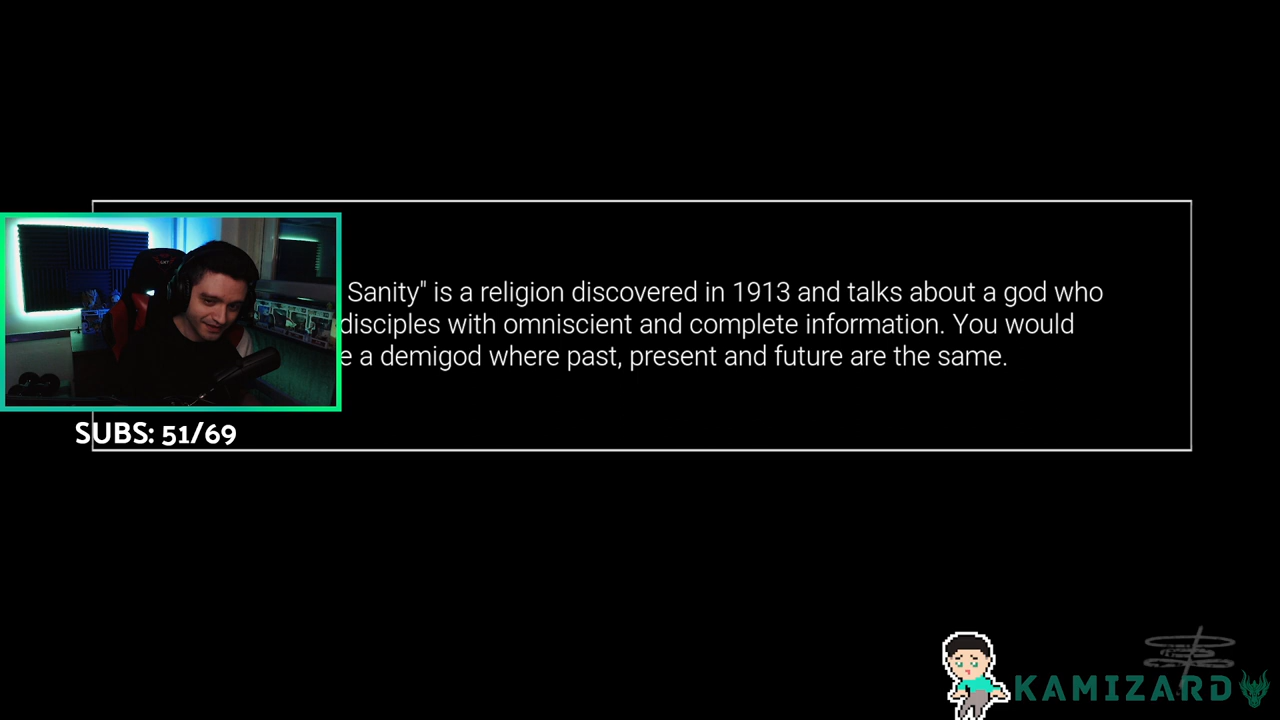 Sanity" is a religion discovered in 1913 and talks about a god who
disciples with omniscient and complete information. You would
e a demigod where past, present and future are the same.
SUBS: 51/69
KAMIZARD